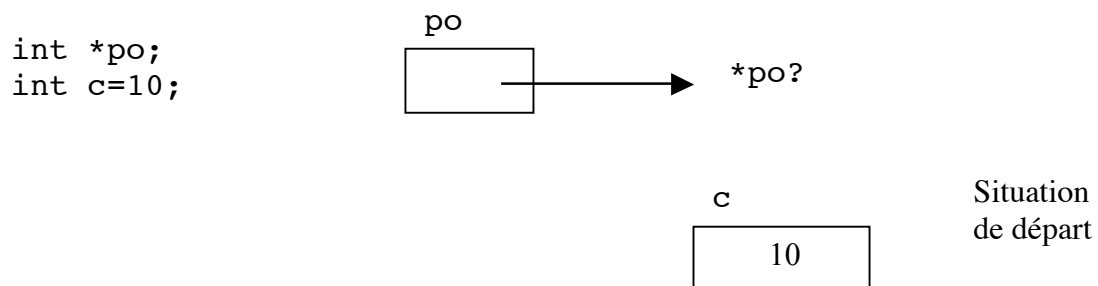 int *po;
int c=10;
po
*po?
c
10
Situation
de départ